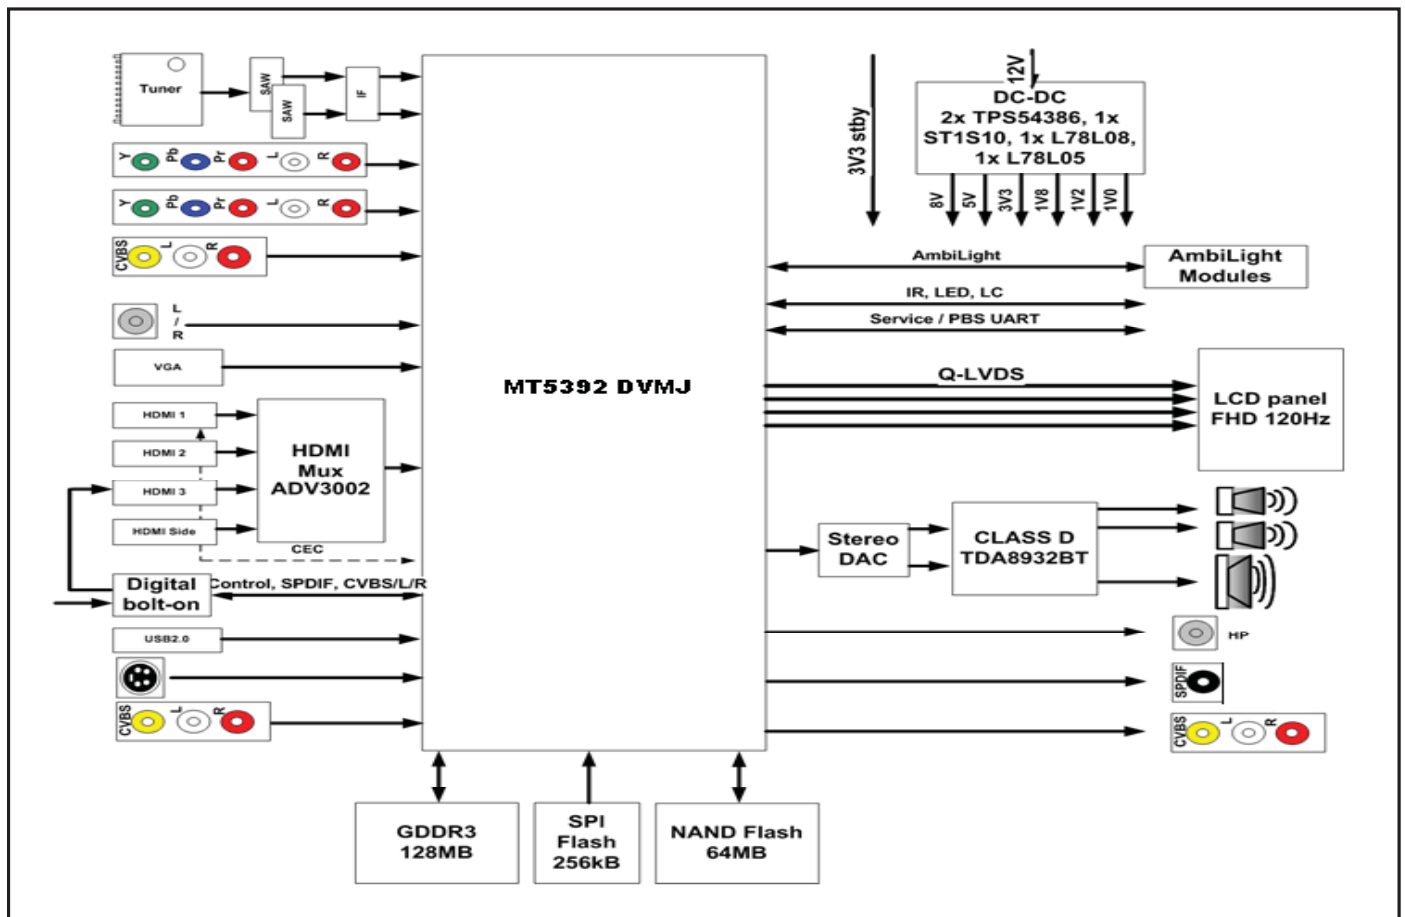 Tuner
SAW
SAW
IF
Y Pb Pr L R
Y Pb Pr L R
CVBS L R
L
/
R
VGA
HDMI 1
HDMI 2
HDMI 3
HDMI Side
HDMI
Mux
ADV3002
CEC
Digital
bolt-on
Control, SPDIF, CVBS/L/R
USB2.0
CVBS L R
MT5392 DVMJ
3V3 stby
12V
DC-DC
2x TPS54386, 1x
ST1S10, 1x L78L08,
1x L78L05
8V 5V 3V3 1V8 1V2 1V0
AmbiLight
AmbiLight
Modules
IR, LED, LC
Service / PBS UART
Q-LVDS
LCD panel
FHD 120Hz
Stereo
DAC
CLASS D
TDA8932BT
HP
SPDIF
CVBS L R
GDDR3
128MB
SPI
Flash
256kB
NAND Flash
64MB